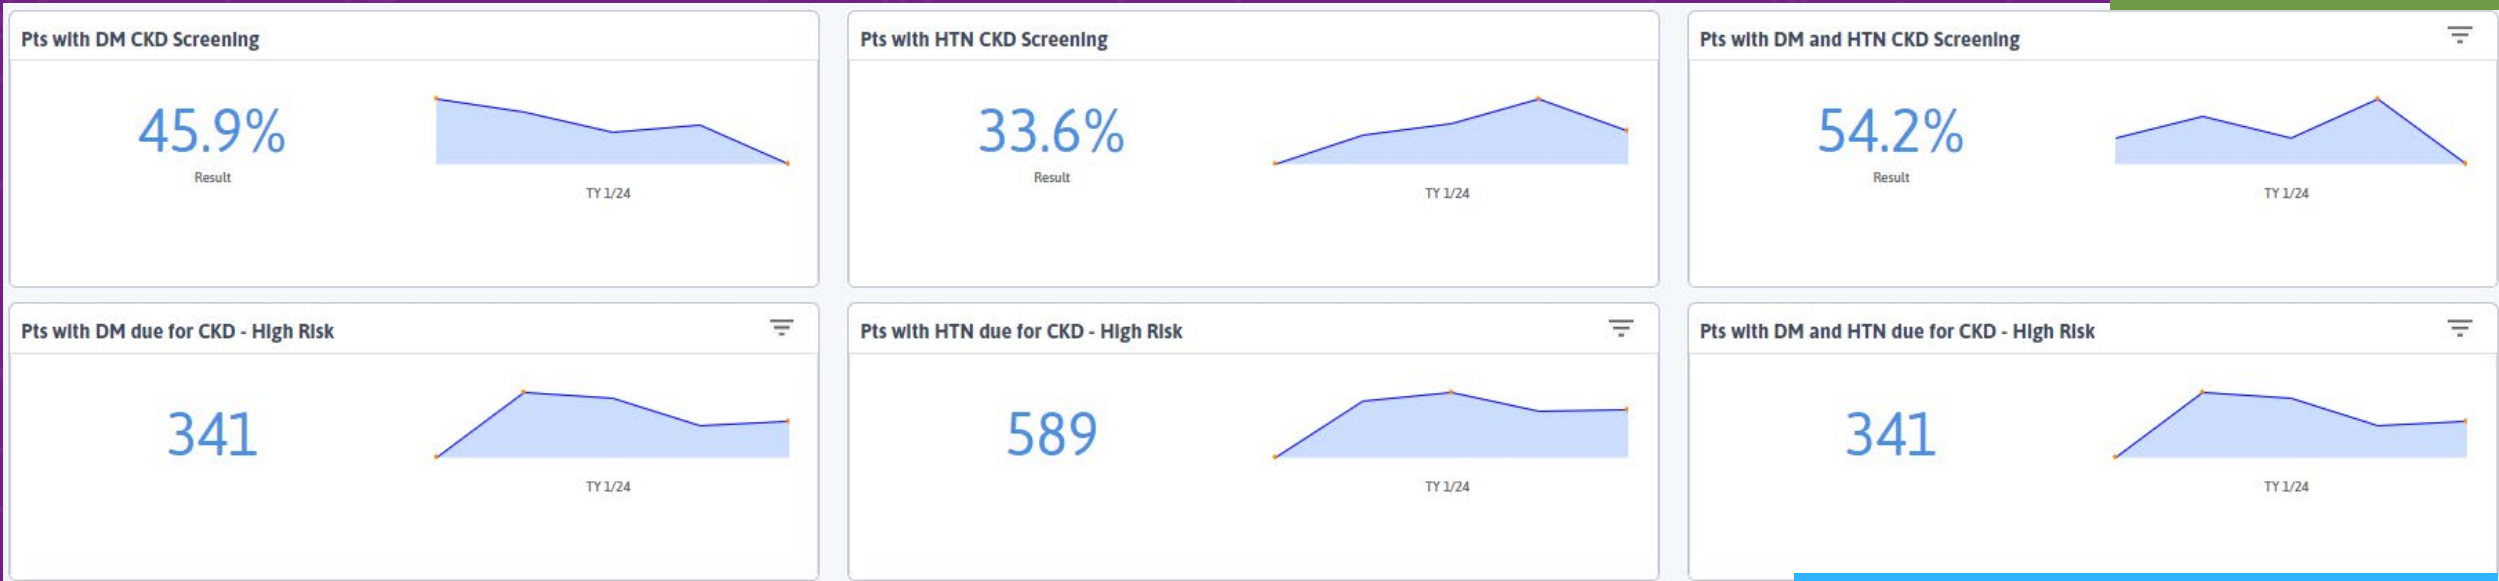 Pts with DM CKD Screening
45.9%
Result
TY 1/24
Pts with HTN CKD Screening
33.6%
Result
TY 1/24
Pts with DM and HTN CKD Screening
54.2%
Result
TY 1/24
Pts with DM due for CKD - High Risk
341
TY 1/24
Pts with HTN due for CKD - High Risk
589
TY 1/24
Pts with DM and HTN due for CKD - High Risk
341
TY 1/24